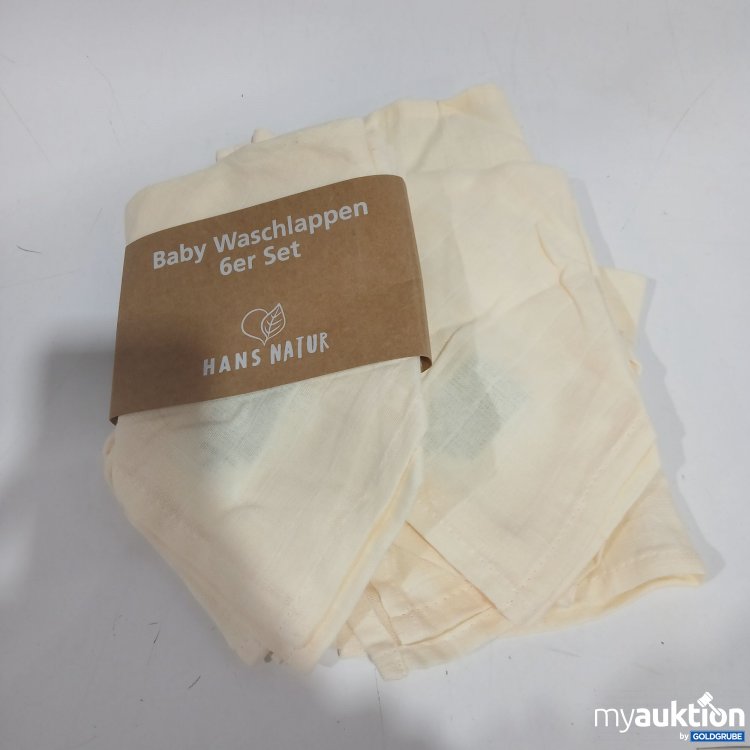 Baby Waschlappen
6er Set
HANS NATUR
myauktion
by GOLDGRUBE